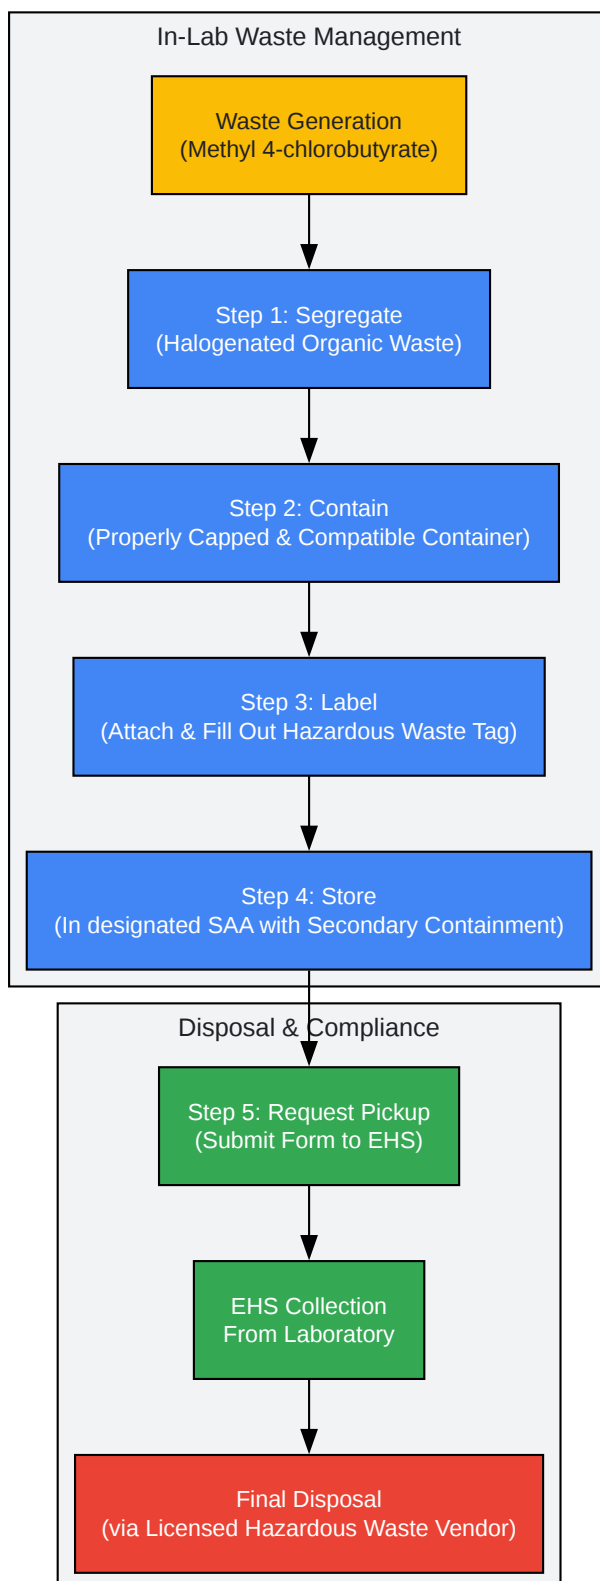 In-Lab Waste Management
Waste Generation
(Methyl 4-chlorobutyrate)
Step 1: Segregate
(Halogenated Organic Waste)
Step 2: Contain
(Properly Capped & Compatible Container)
Step 3: Label
(Attach & Fill Out Hazardous Waste Tag)
Step 4: Store
(In designated SAA with Secondary Containment)
Disposal & Compliance
Step 5: Request Pickup
(Submit Form to EHS)
EHS Collection
From Laboratory
Final Disposal
(via Licensed Hazardous Waste Vendor)